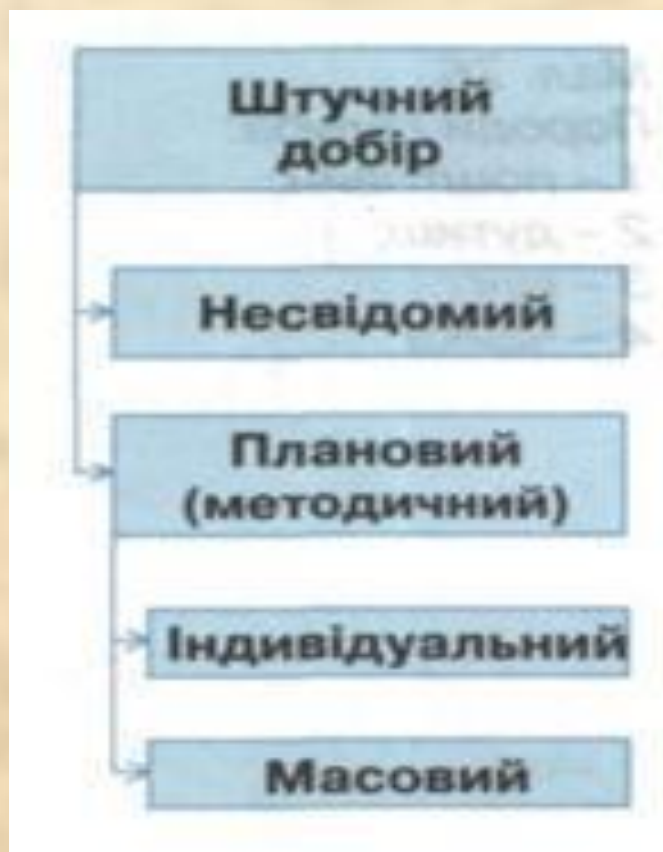 Штучний
добір
Несвідомий
Плановий
(методичний)
Індивідуальний
Масовий